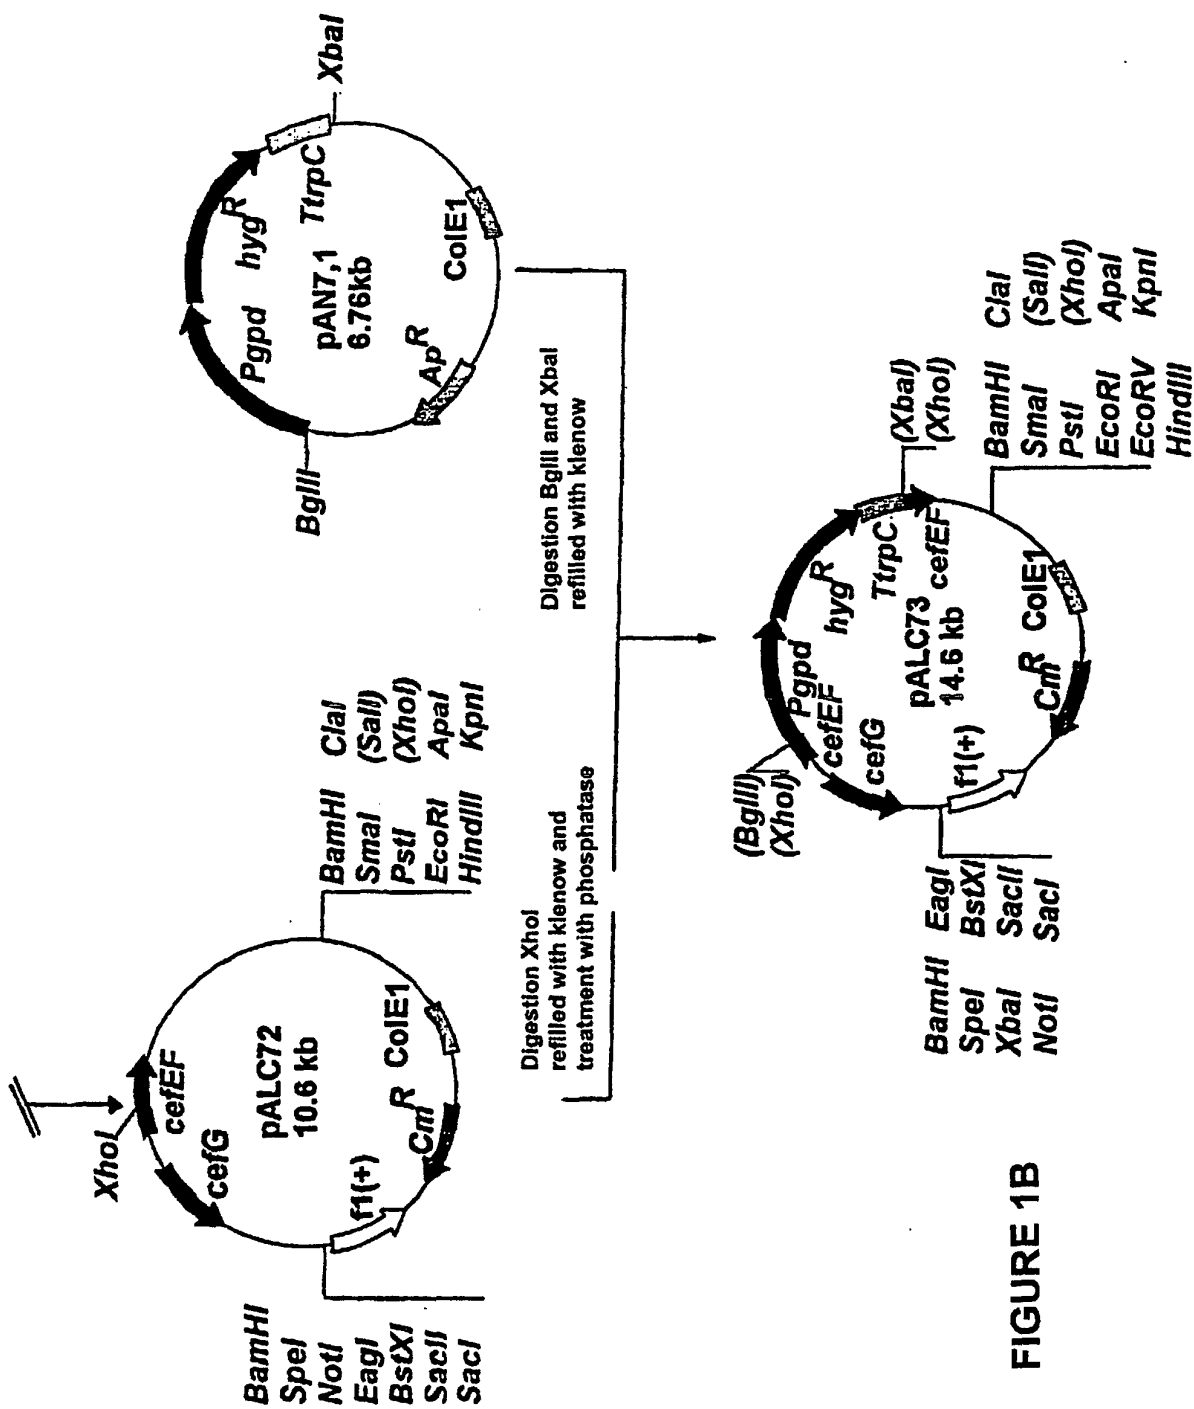 XhoI
cefEF
cefG
pALC72
10.6 kb
f1(+)
CmR
ColE1
BamHI
SpeI
NotI
EagI
BstXI
SacII
SacI
BamHI ClaI
SmaI (SalI)
PstI (XhoI)
EcoRI ApaI
HindIII KpnI
BglII
Pgpd
hygR
TtrpC
XbaI
pAN7,1
6.76kb
ApR
ColE1
Digestion XhoI
refilled with klenow and
treatment with phosphatase
Digestion BglII and XbaI
refilled with klenow
(BglII)
(XhoI)
Pgpd
hygR
cefEF
cefG
TtrpC
cefEF
(XbaI)
(XhoI)
pALC73
14.6 kb
f1(+)
CmR
ColE1
BamHI EagI
SpeI BstXI
XbaI SacII
NotI SacI
BamHI ClaI
SmaI (SalI)
PstI (XhoI)
EcoRI ApaI
EcoRV KpnI
HindIII
FIGURE 1B